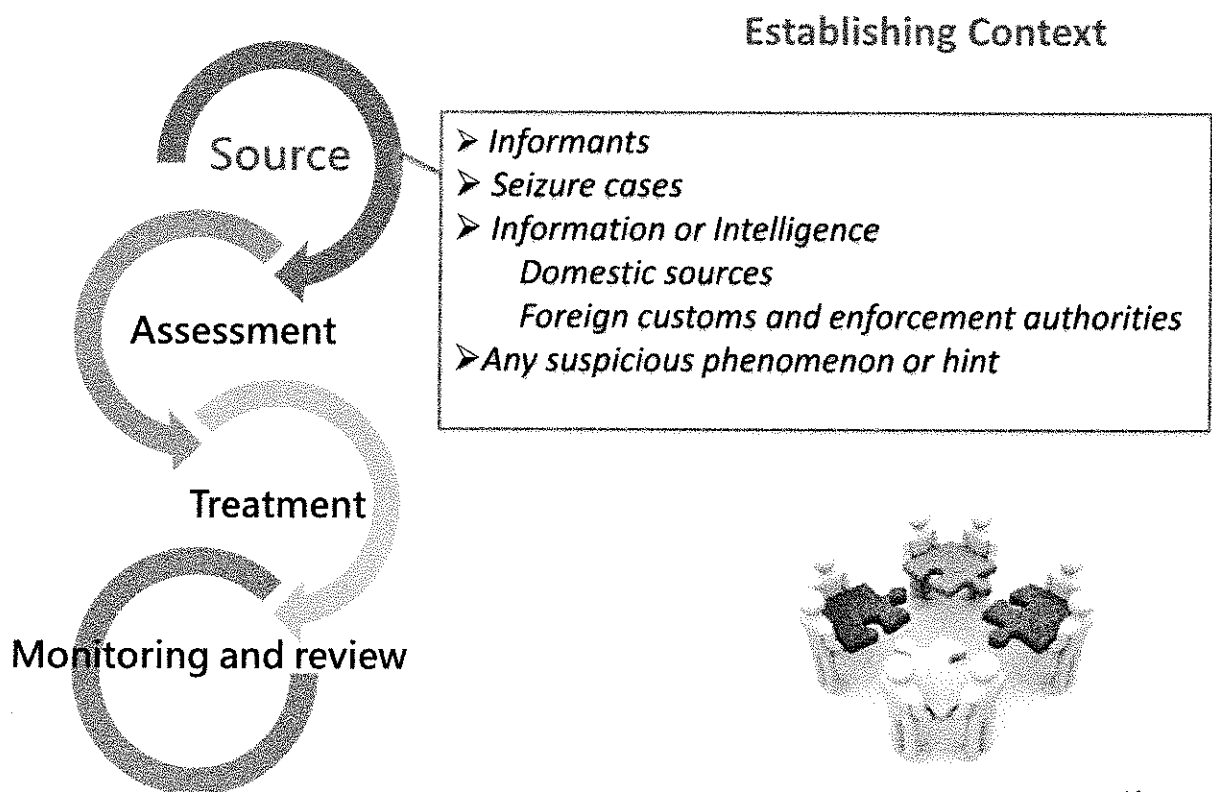 Establishing Context
Source
➢ Informants
➢ Seizure cases
➢ Information or Intelligence
Domestic sources
Foreign customs and enforcement authorities
➢Any suspicious phenomenon or hint
Assessment
Treatment
Monitoring and review